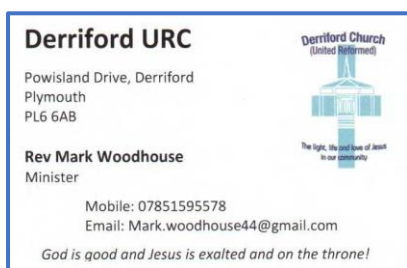 Derriford URC
Derriford Church
(United Reformed)
Powisland Drive, Derriford
Plymouth
PL6 6AB
The light, life and love of Jesus
in our community
Rev Mark Woodhouse
Minister
Mobile: 07851595578
Email: Mark.woodhouse44@gmail.com
God is good and Jesus is exalted and on the throne!